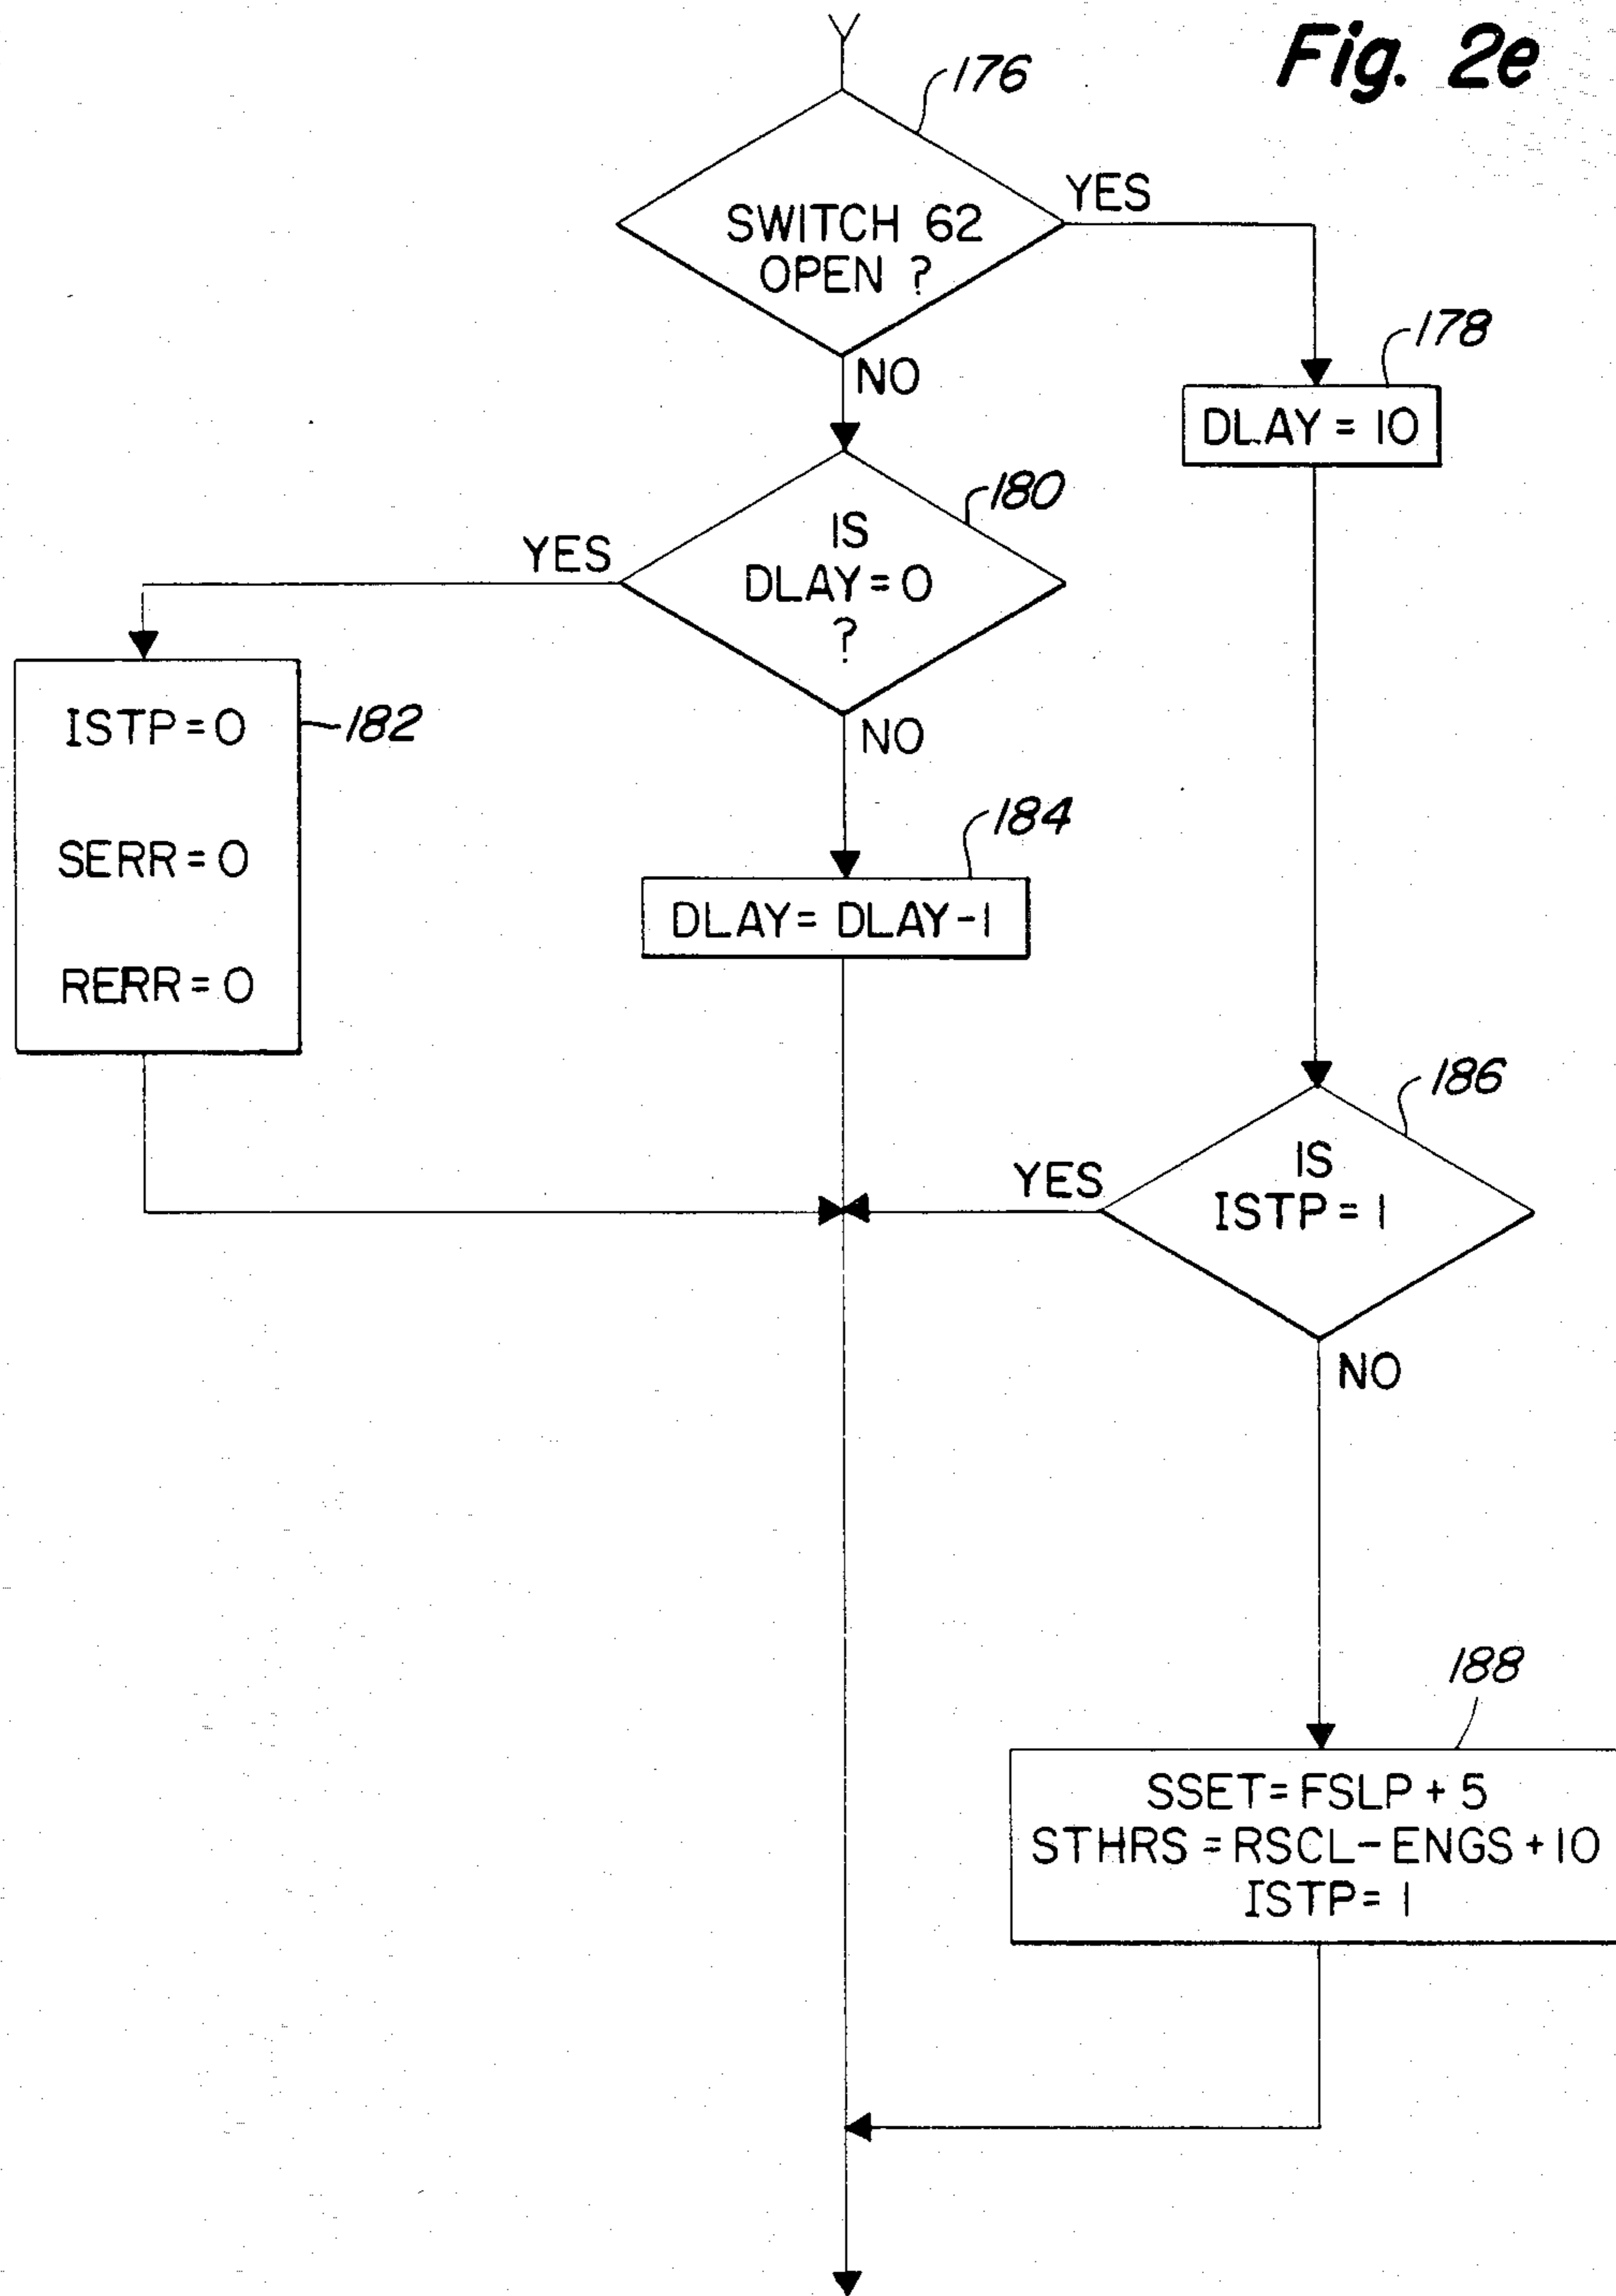 Fig. 2e
176
SWITCH 62
OPEN ?
YES
NO
178
DLAY = 10
180
IS
DLAY = 0
?
YES
NO
182
ISTP = 0
SERR = 0
RERR = 0
184
DLAY = DLAY - 1
186
IS
ISTP = 1
YES
NO
188
SSET = FSLP + 5
STHRS = RSCL - ENGS + 10
ISTP = 1